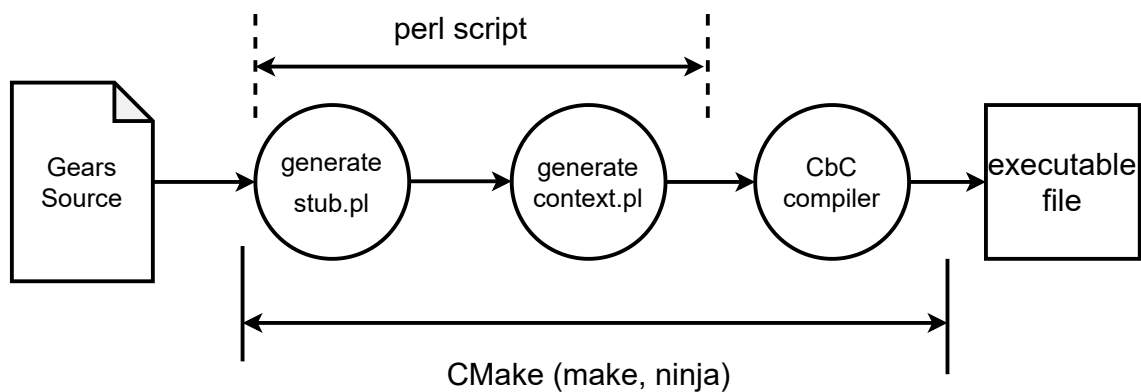 perl script
Gears
Source
generate
stub.pl
generate
context.pl
CbC
compiler
executable
file
CMake (make, ninja)